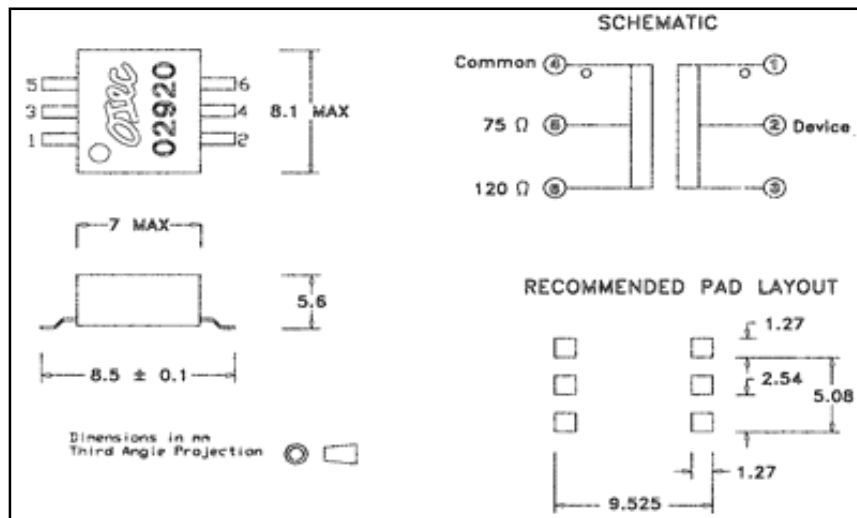 SCHEMATIC
Common 4
1
75 Ω
2 Device
120 Ω
3
5
3
1
02920
6
4
2
8.1 MAX
7 MAX
5.6
8.5 ± 0.1
RECOMMENDED PAD LAYOUT
1.27
2.54
5.08
1.27
9.525
Dimensions in mm
Third Angle Projection